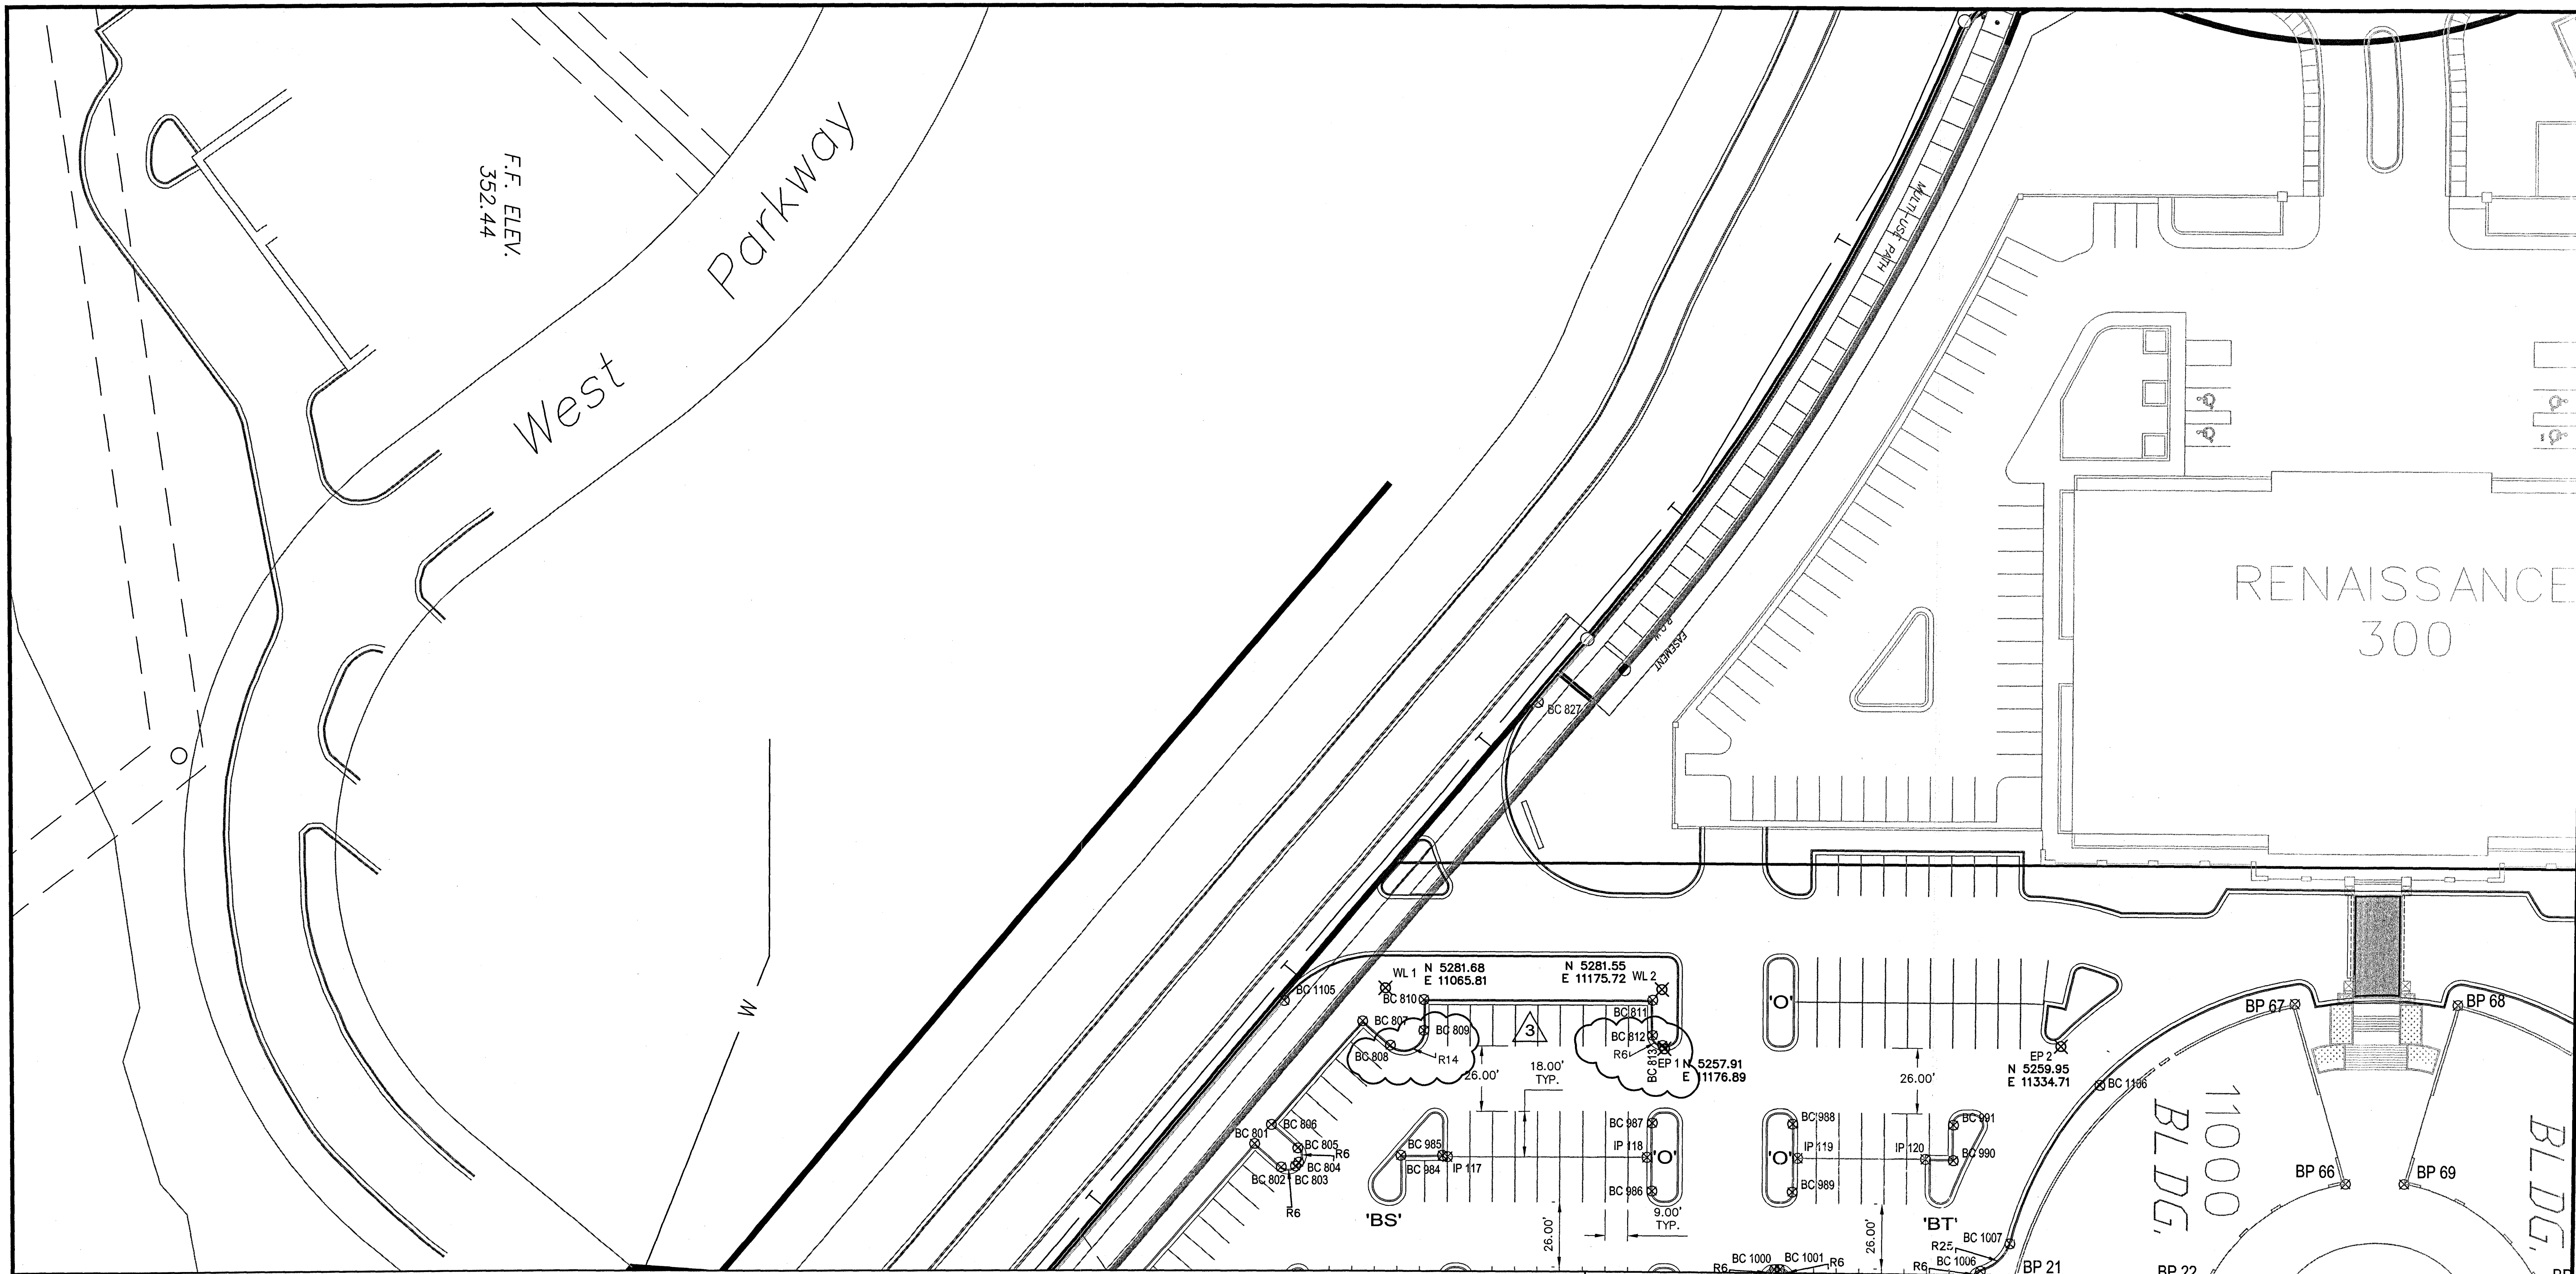 F.F. ELEV.
352.44
West Parkway
W
MULTI-USE PATH
R.O.W.
EASEMENT
RENAISSANCE
300
BC 827
BC 1105
WL 1
N 5281.68
E 11065.81
N 5281.55
E 11175.72
WL 2
BC 810
BC 811
BC 807
BC 809
3
BC 812
BC 808
R14
R6
BC 813
EP 1
N 5257.91
E 11176.89
26.00'
18.00'
TYP.
'O'
EP 2
N 5259.95
E 11334.71
26.00'
BC 1106
BP 67
BP 68
BC 801
BC 806
BC 805
R6
BC 804
BC 802
BC 803
R6
BC 985
BC 984
IP 117
BC 987
IP 118
'O'
BC 986
BC 988
'O'
IP 119
BC 989
IP 120
BC 991
BC 990
BP 66
BP 69
11000
BLDG.
BLDG.
'BS'
26.00'
9.00'
TYP.
26.00'
'BT'
BC 1007
R25
BC 1000
BC 1001
R6
R6
R6
BC 1006
BP 21
BP 22